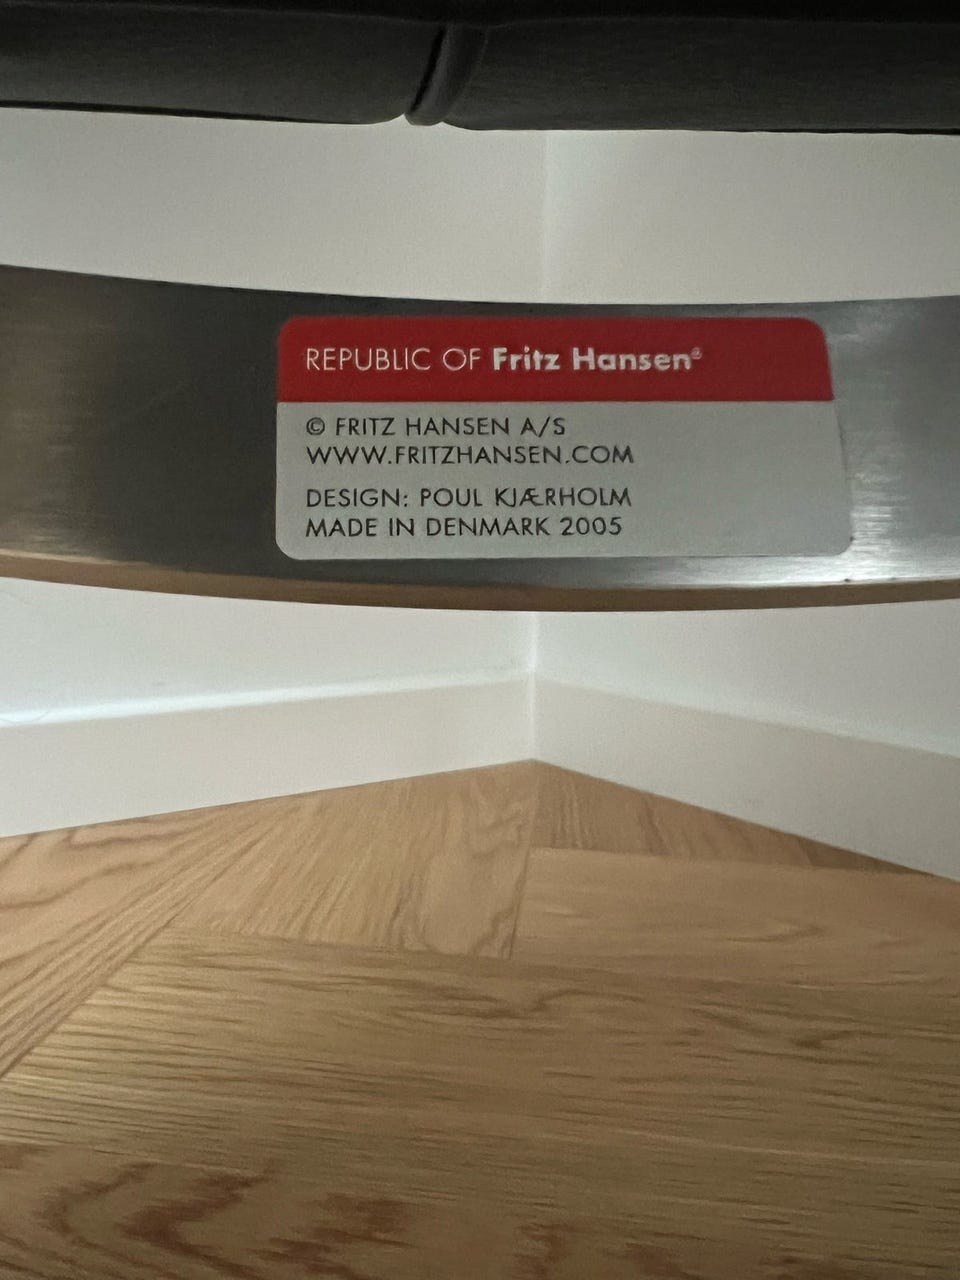 REPUBLIC OF Fritz Hansen®
© FRITZ HANSEN A/S
WWW.FRITZHANSEN.COM
DESIGN: POUL KJÆRHOLM
MADE IN DENMARK 2005